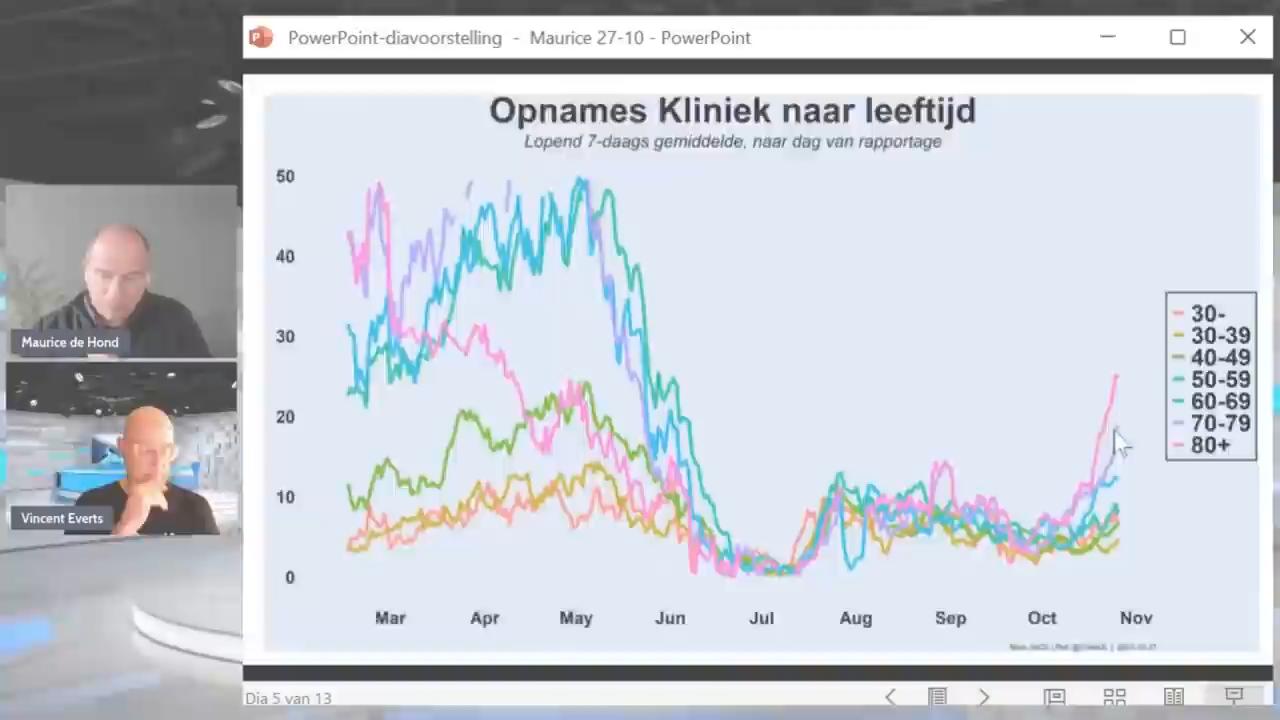 PowerPoint-diavoorstelling - Maurice 27-10 - PowerPoint
Opnames Kliniek naar leeftijd
Lopend 7-daags gemiddelde, naar dag van rapportage
50
40
30
20
10
0
Mar Apr May Jun Jul Aug Sep Oct Nov
30-
30-39
40-49
50-59
60-69
70-79
80+
Maurice de Hond
Vincent Everts
Dia 5 van 13